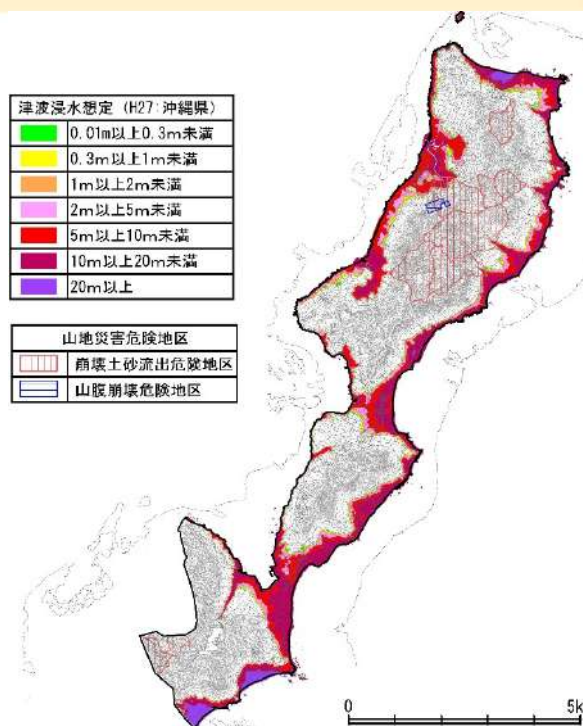 津波浸水想定（H27：沖縄県）
0.01m以上0.3m未満
0.3m以上1m未満
1m以上2m未満
2m以上5m未満
5m以上10m未満
10m以上20m未満
20m以上
山地災害危険地区
崩壊土砂流出危険地区
山腹崩壊危険地区
0 5k